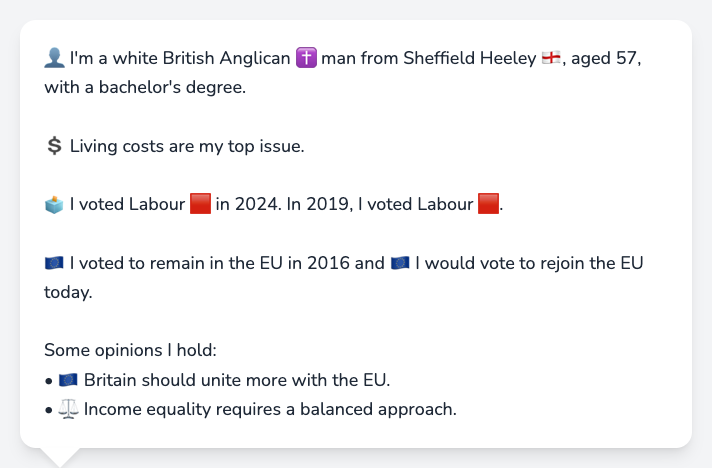 👤 I'm a white British Anglican ✝️ man from Sheffield Heeley 🏴󠁧󠁢󠁥󠁮󠁧󠁿, aged 57,
with a bachelor's degree.
💲 Living costs are my top issue.
🗳️ I voted Labour 🟥 in 2024. In 2019, I voted Labour 🟥.
🇪🇺 I voted to remain in the EU in 2016 and 🇪🇺 I would vote to rejoin the EU
today.
Some opinions I hold:
• 🇪🇺 Britain should unite more with the EU.
• ⚖️ Income equality requires a balanced approach.